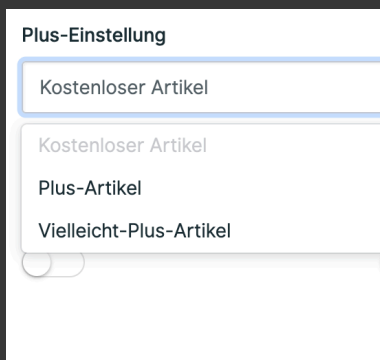 Plus-Einstellung
Kostenloser Artikel
Kostenloser Artikel
Plus-Artikel
Vielleicht-Plus-Artikel